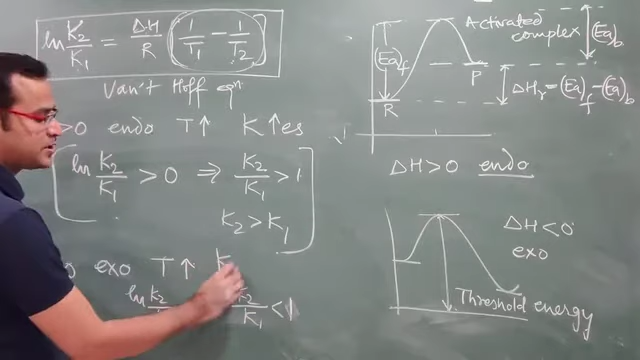 ln K₂/K₁ = ΔH/R (1/T₁ − 1/T₂)
Van't Hoff eqn
>0 endo T↑ K↑es
ln K₂/K₁ > 0 ⇒ K₂/K₁ > 1
K₂ > K₁
exo T↑ K
ln K₂ K₂/K₁ < 1
Activated complex
(Ea)f
(Ea)b
P
R
ΔHr = (Ea)f − (Ea)b
ΔH > 0 endo
ΔH < 0
exo
Threshold energy